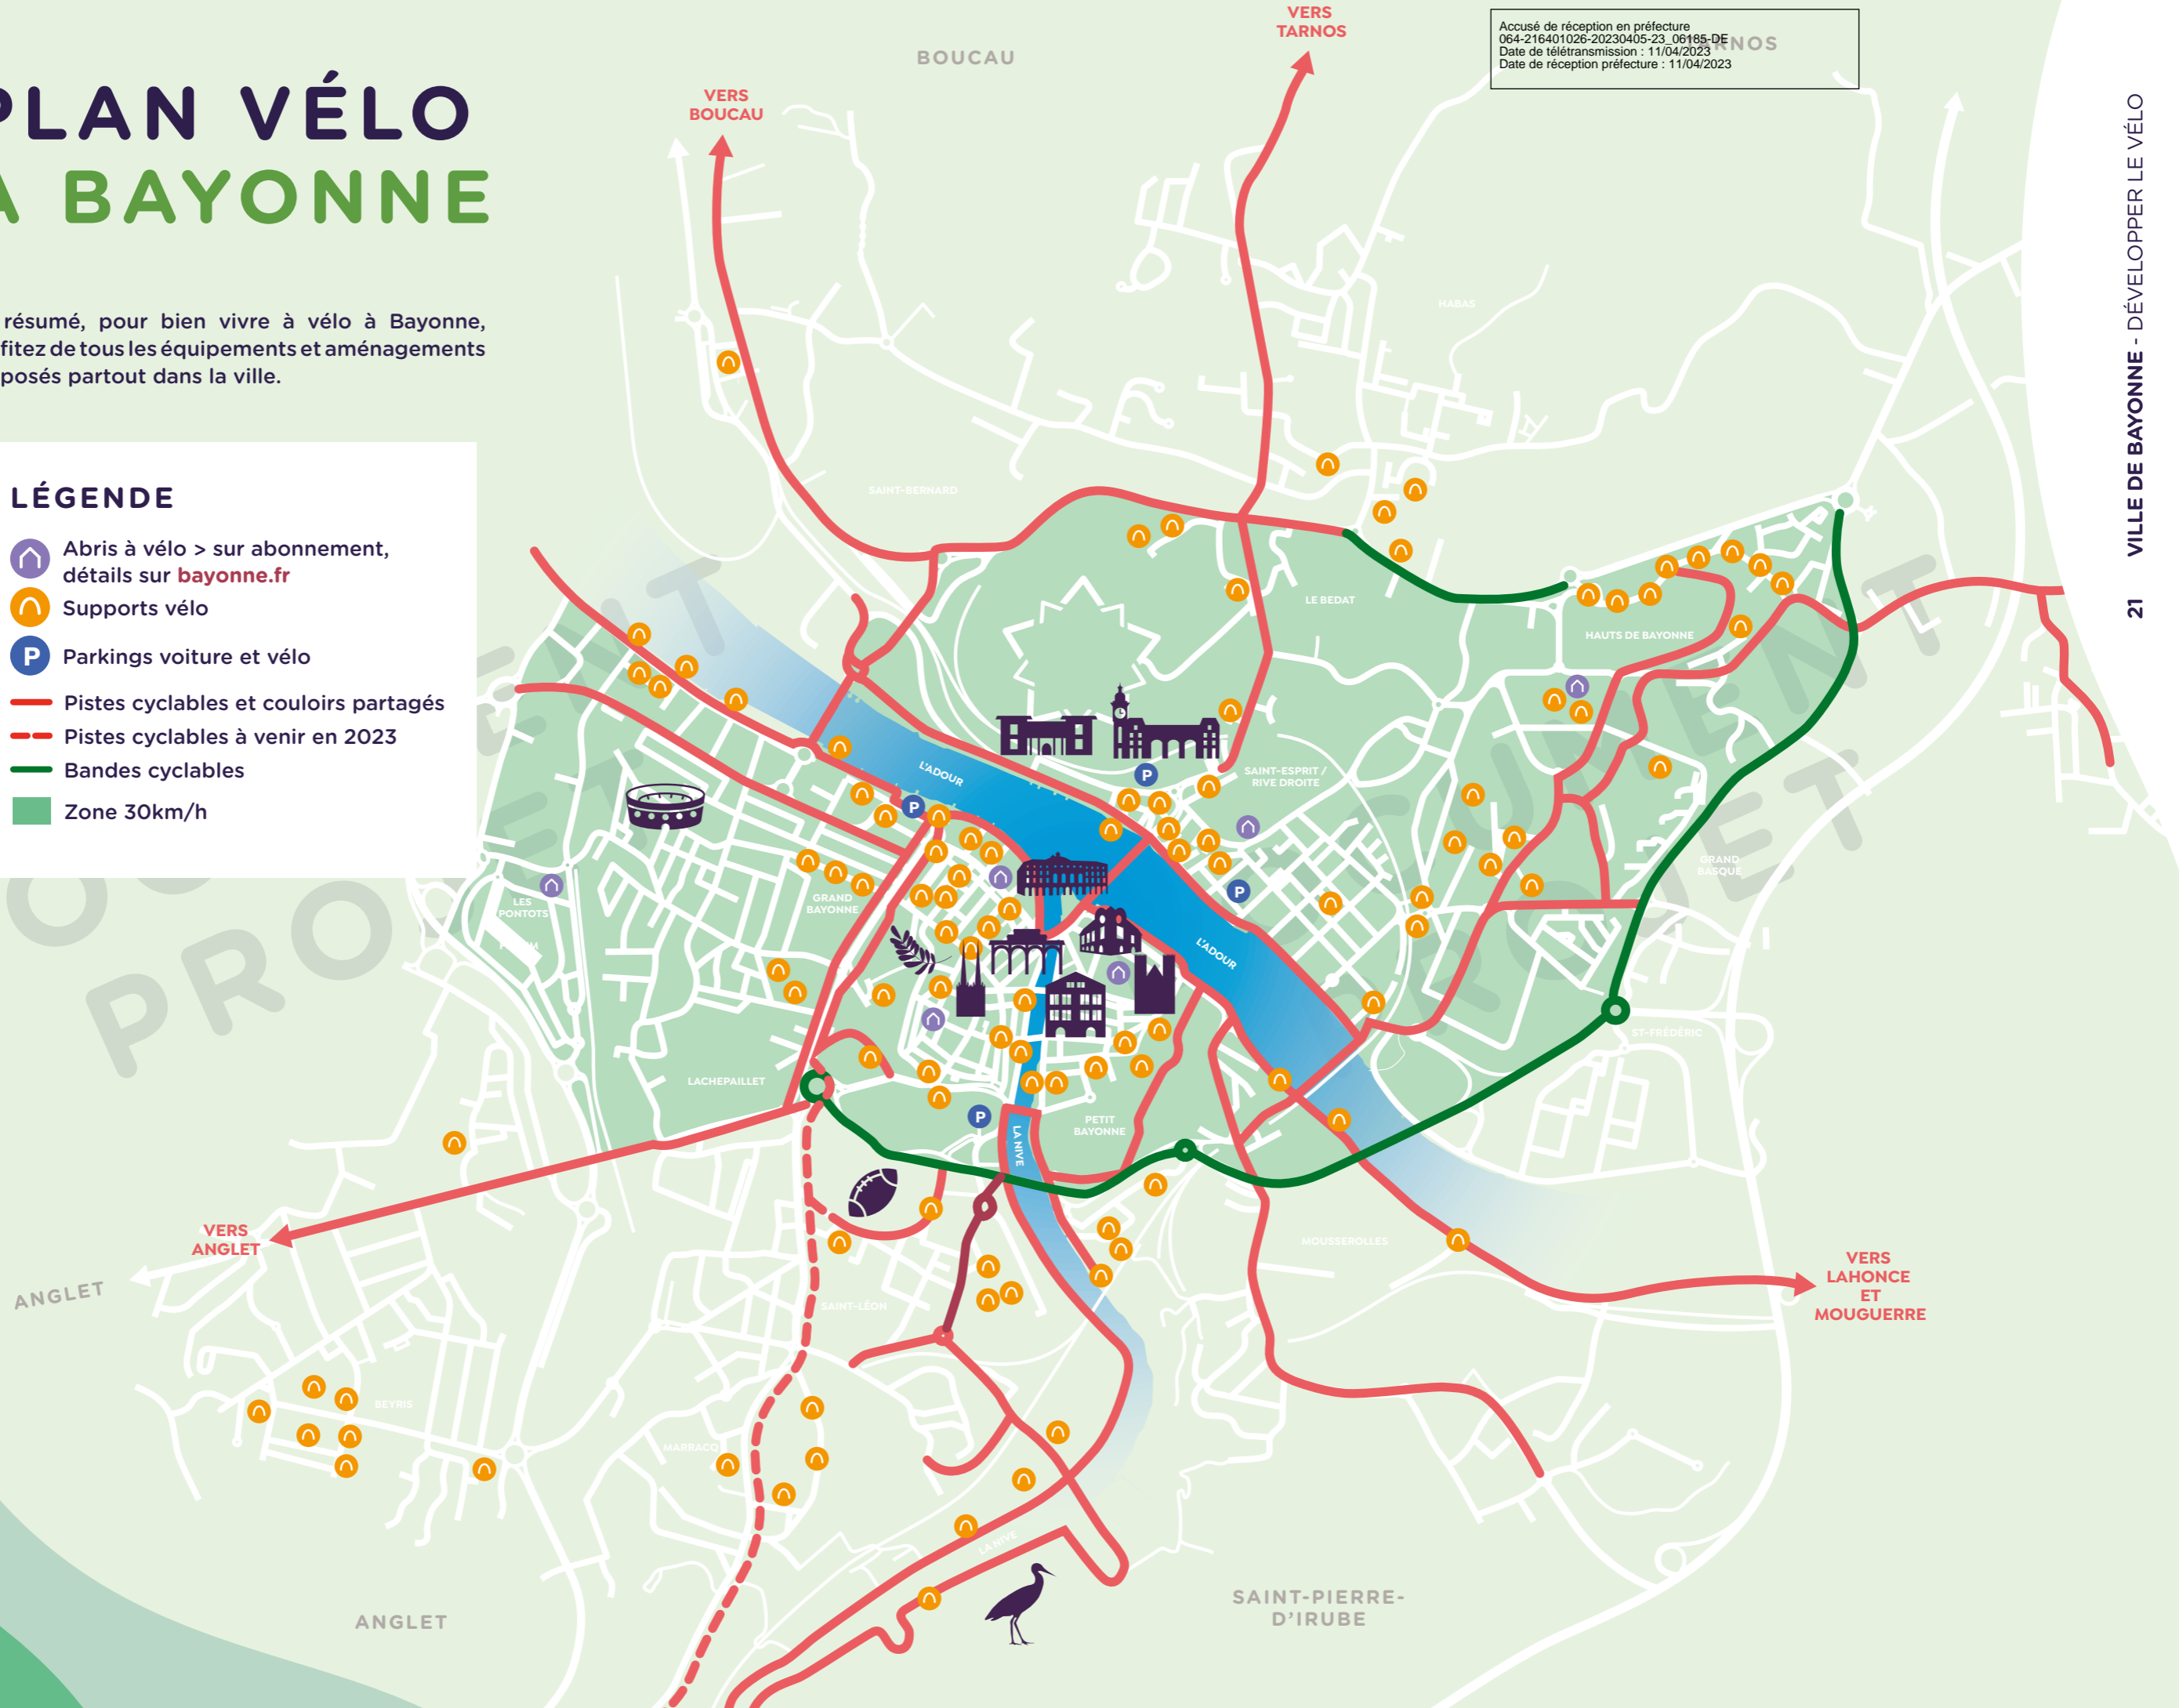 PLAN VÉLO
À BAYONNE
résumé, pour bien vivre à vélo à Bayonne,
fitez de tous les équipements et aménagements
posés partout dans la ville.
LÉGENDE
Abris à vélo > sur abonnement,
détails sur bayonne.fr
Supports vélo
P
Parkings voiture et vélo
Pistes cyclables et couloirs partagés
Pistes cyclables à venir en 2023
Bandes cyclables
Zone 30km/h
Accusé de réception en préfecture
064-216401026-20230405-23_06185-DE
Date de télétransmission : 11/04/2023
Date de réception préfecture : 11/04/2023
VILLE DE BAYONNE - DÉVELOPPER LE VÉLO
21
BOUCAU
TARNOS
VERS
TARNOS
VERS
BOUCAU
HABAS
SAINT-BERNARD
LE BEDAT
HAUTS DE BAYONNE
L'ADOUR
SAINT-ESPRIT /
RIVE DROITE
P
P
GRAND
BASQUE
LES
PONTOTS
GRAND
BAYONNE
L'ADOUR
P
ST-FRÉDÉRIC
LACHEPAILLET
P
PETIT
BAYONNE
LA NIVE
VERS
ANGLET
ANGLET
MOUSSEROLLES
VERS
LAHONCE
ET
MOUGUERRE
SAINT-LÉON
BEYRIS
MARRACQ
LA NIVE
ANGLET
SAINT-PIERRE-
D'IRUBE